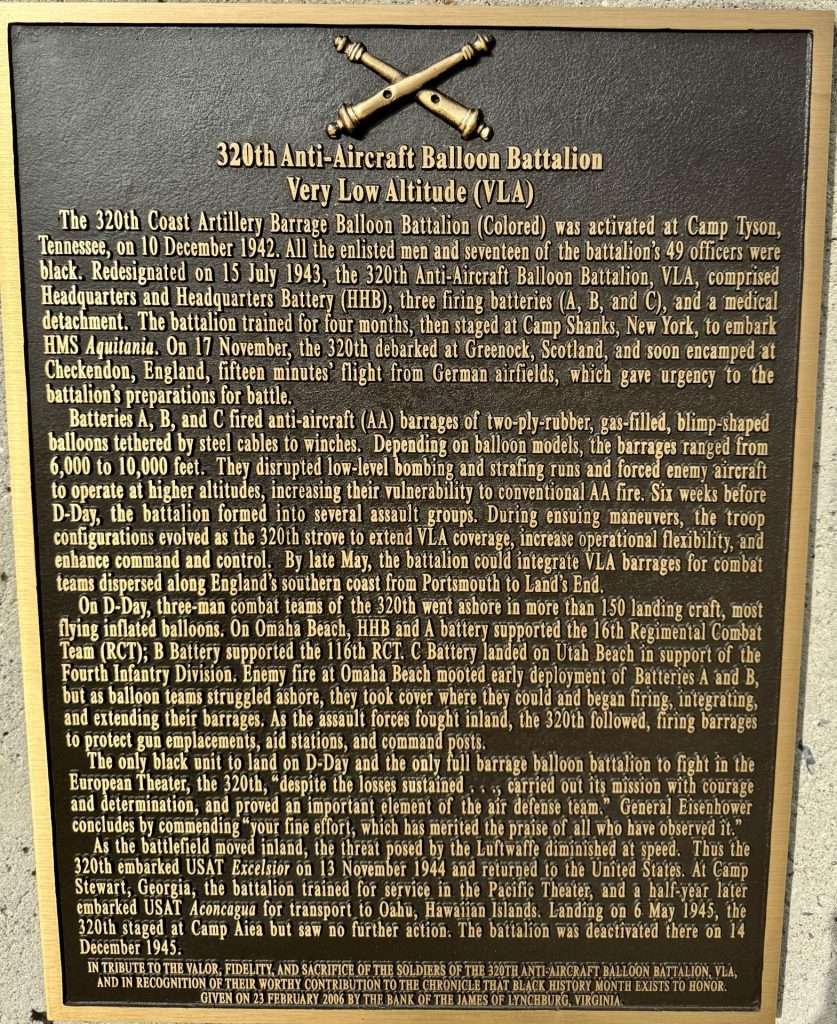 320th Anti-Aircraft Balloon Battalion
Very Low Altitude (VLA)
The 320th Coast Artillery Barrage Balloon Battalion (Colored) was activated at Camp Tyson,
Tennessee, on 10 December 1942. All the enlisted men and seventeen of the battalion's 49 officers were
black. Redesignated on 15 July 1943, the 320th Anti-Aircraft Balloon Battalion, VLA, comprised
Headquarters and Headquarters Battery (HHB), three firing batteries (A, B, and C), and a medical
detachment. The battalion trained for four months, then staged at Camp Shanks, New York, to embark
HMS Aquitania. On 17 November, the 320th debarked at Greenock, Scotland, and soon encamped at
Checkendon, England, fifteen minutes' flight from German airfields, which gave urgency to the
battalion's preparations for battle.
Batteries A, B, and C fired anti-aircraft (AA) barrages of two-ply-rubber, gas-filled, blimp-shaped
balloons tethered by steel cables to winches. Depending on balloon models, the barrages ranged from
6,000 to 10,000 feet. They disrupted low-level bombing and strafing runs and forced enemy aircraft
to operate at higher altitudes, increasing their vulnerability to conventional AA fire. Six weeks before
D-Day, the battalion formed into several assault groups. During ensuing maneuvers, the troop
configurations evolved as the 320th strove to extend VLA coverage, increase operational flexibility, and
enhance command and control. By late May, the battalion could integrate VLA barrages for combat
teams dispersed along England's southern coast from Portsmouth to Land's End.
On D-Day, three-man combat teams of the 320th went ashore in more than 150 landing craft, most
flying inflated balloons. On Omaha Beach, HHB and A battery supported the 16th Regimental Combat
Team (RCT); B Battery supported the 116th RCT. C Battery landed on Utah Beach in support of the
Fourth Infantry Division. Enemy fire at Omaha Beach mooted early deployment of Batteries A and B,
but as balloon teams struggled ashore, they took cover where they could and began firing, integrating,
and extending their barrages. As the assault forces fought inland, the 320th followed, firing barrages
to protect gun emplacements, aid stations, and command posts.
The only black unit to land on D-Day and the only full barrage balloon battalion to fight in the
European Theater, the 320th, "despite the losses sustained . . ., carried out its mission with courage
and determination, and proved an important element of the air defense team." General Eisenhower
concludes by commending "your fine effort, which has merited the praise of all who have observed it."
As the battlefield moved inland, the threat posed by the Luftwaffe diminished at speed. Thus the
320th embarked USAT Excelsior on 13 November 1944 and returned to the United States. At Camp
Stewart, Georgia, the battalion trained for service in the Pacific Theater, and a half-year later
embarked USAT Aconcagua for transport to Oahu, Hawaiian Islands. Landing on 6 May 1945, the
320th staged at Camp Aiea but saw no further action. The battalion was deactivated there on 14
December 1945.
IN TRIBUTE TO THE VALOR, FIDELITY, AND SACRIFICE OF THE SOLDIERS OF THE 320TH ANTI-AIRCRAFT BALLOON BATTALION, VLA,
AND IN RECOGNITION OF THEIR WORTHY CONTRIBUTION TO THE CHRONICLE THAT BLACK HISTORY MONTH EXISTS TO HONOR.
GIVEN ON 23 FEBRUARY 2006 BY THE BANK OF THE JAMES OF LYNCHBURG, VIRGINIA.